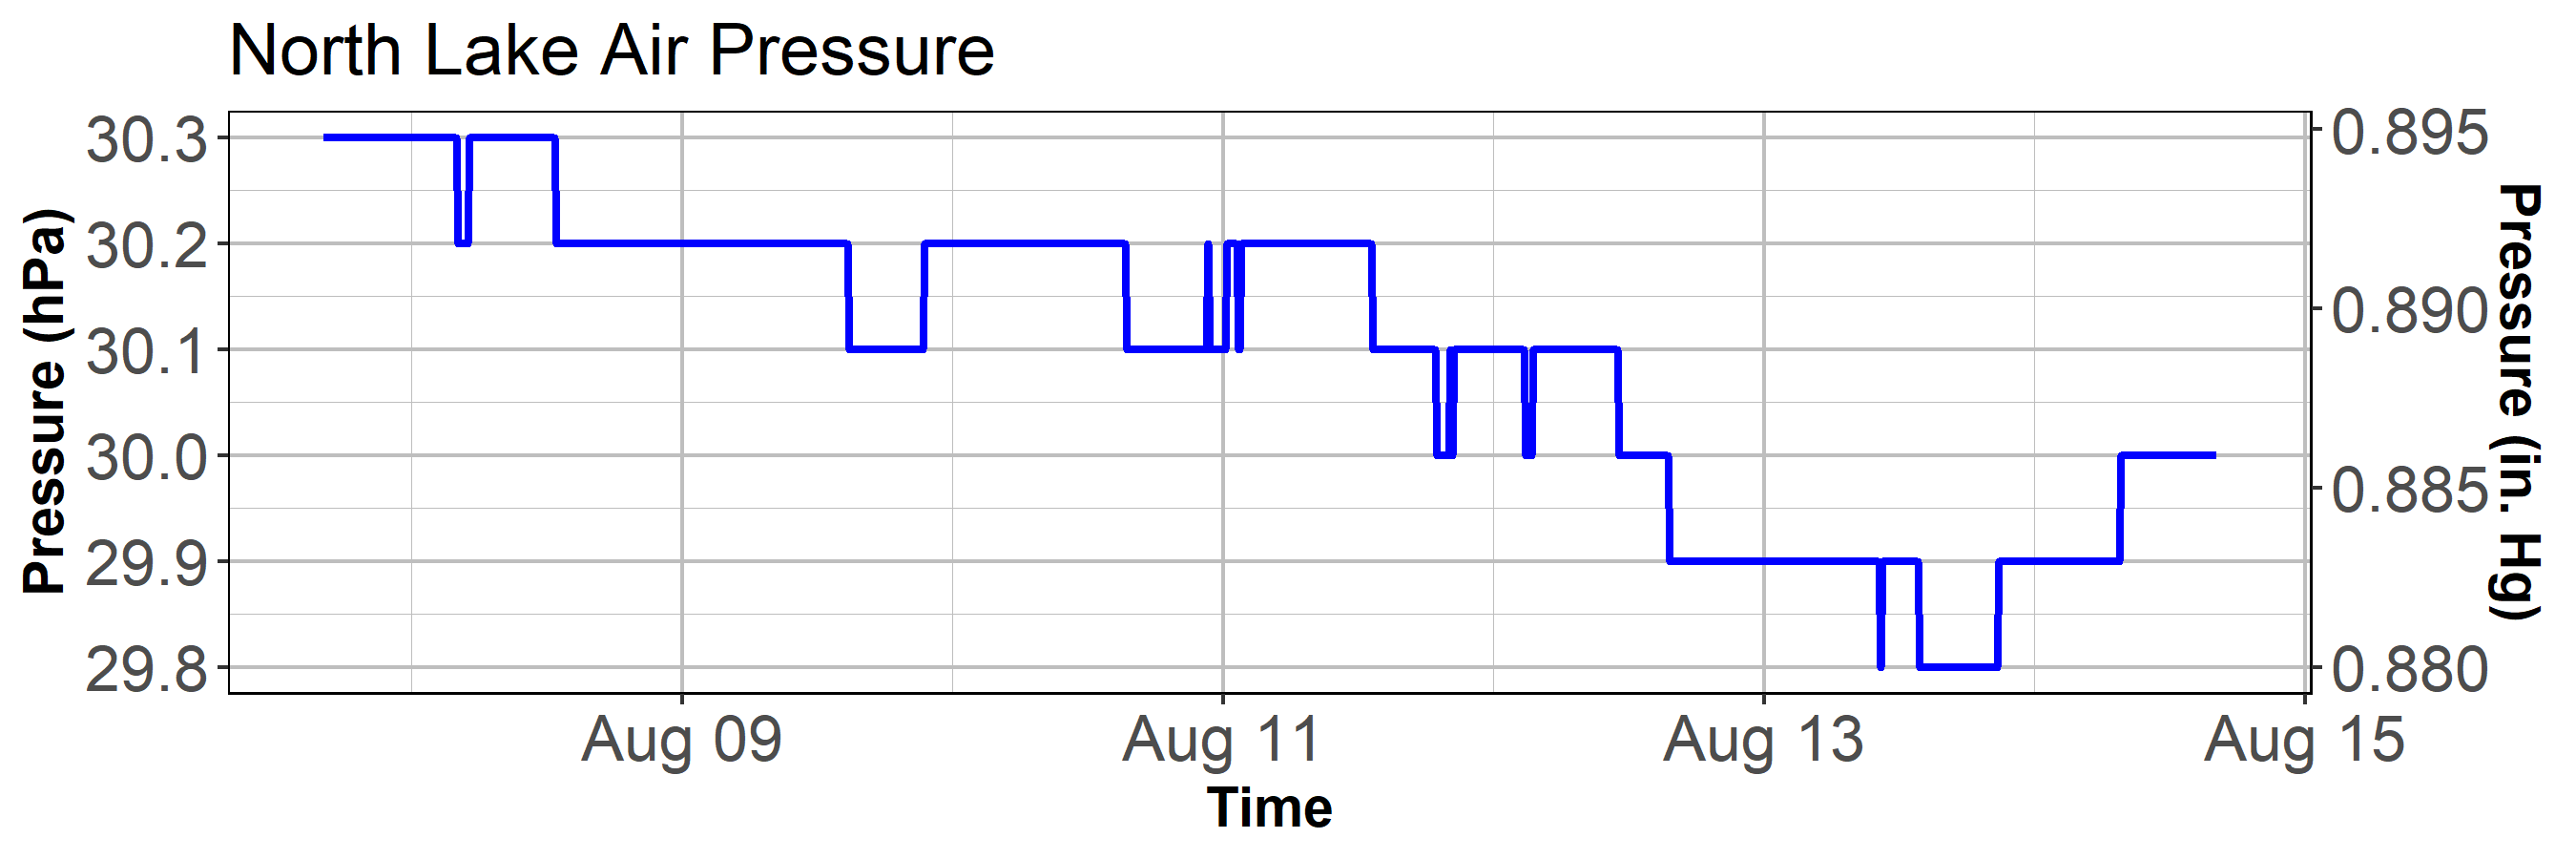 North Lake Air Pressure
Pressure (hPa)
30.3
30.2
30.1
30.0
29.9
29.8
0.895
0.890
0.885
0.880
Pressure (in. Hg)
Aug 09
Aug 11
Aug 13
Aug 15
Time